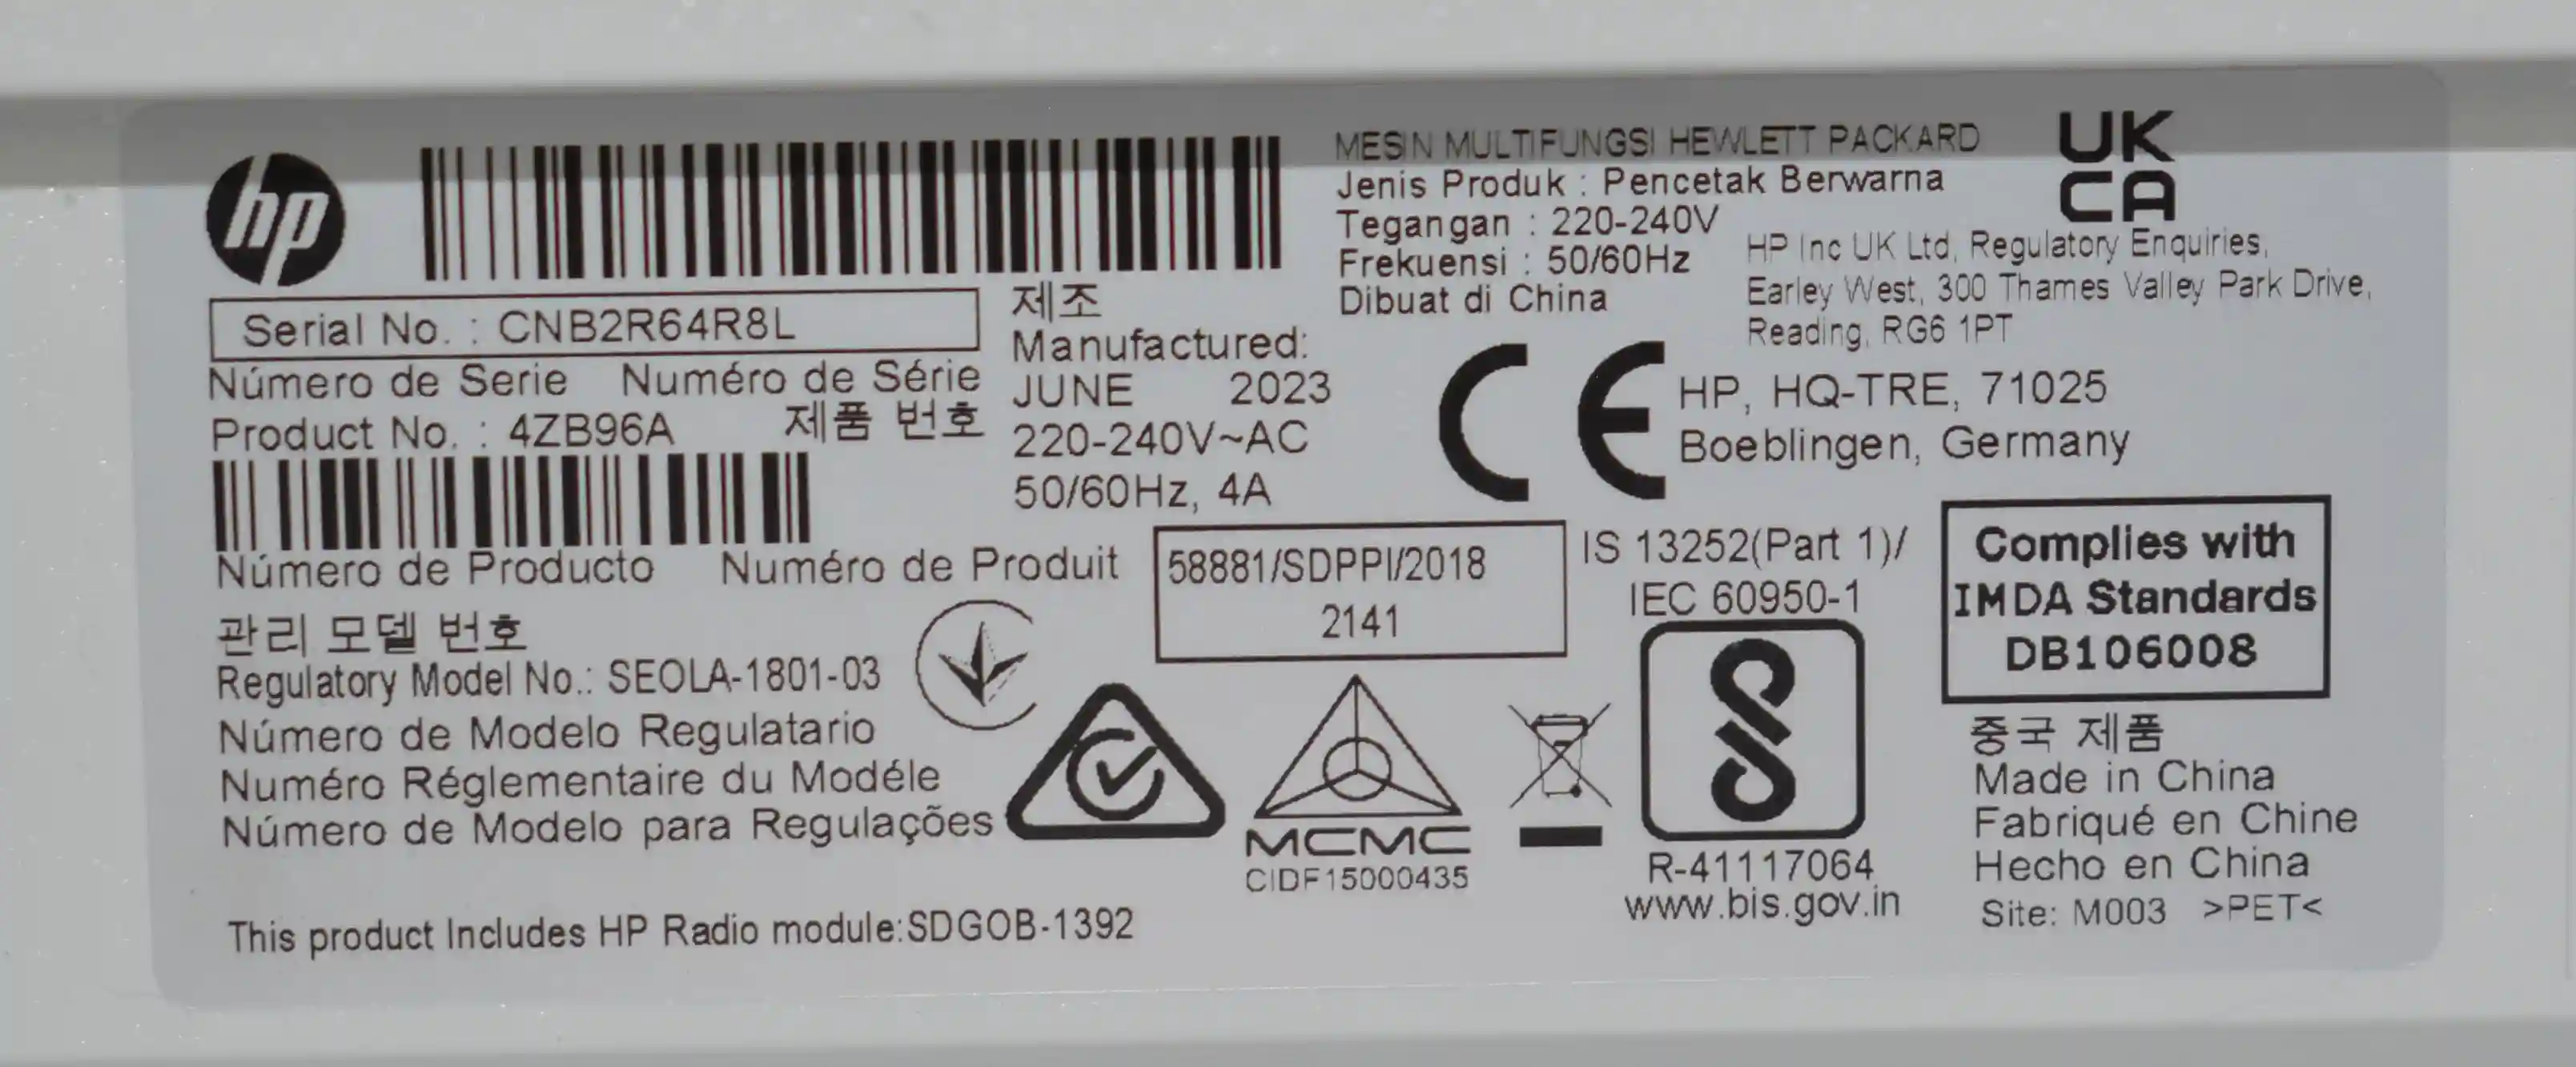 hp
Serial No. : CNB2R64R8L
Número de Serie Numéro de Série
Product No. : 4ZB96A 제품 번호
Número de Producto Numéro de Produit
관리 모델 번호
Regulatory Model No.: SEOLA-1801-03
Número de Modelo Regulatario
Numéro Réglementaire du Modéle
Número de Modelo para Regulações
This product Includes HP Radio module:SDGOB-1392
제조
Manufactured:
JUNE 2023
220-240V~AC
50/60Hz, 4A
MESIN MULTIFUNGSI HEWLETT PACKARD
Jenis Produk : Pencetak Berwarna
Tegangan : 220-240V
Frekuensi : 50/60Hz
Dibuat di China
UK
CA
HP Inc UK Ltd, Regulatory Enquiries,
Earley West, 300 Thames Valley Park Drive,
Reading, RG6 1PT
CE
HP, HQ-TRE, 71025
Boeblingen, Germany
58881/SDPPI/2018
2141
MCMC
CIDF15000435
IS 13252(Part 1)/
IEC 60950-1
R-41117064
www.bis.gov.in
Complies with
IMDA Standards
DB106008
중국 제품
Made in China
Fabriqué en Chine
Hecho en China
Site: M003 >PET<